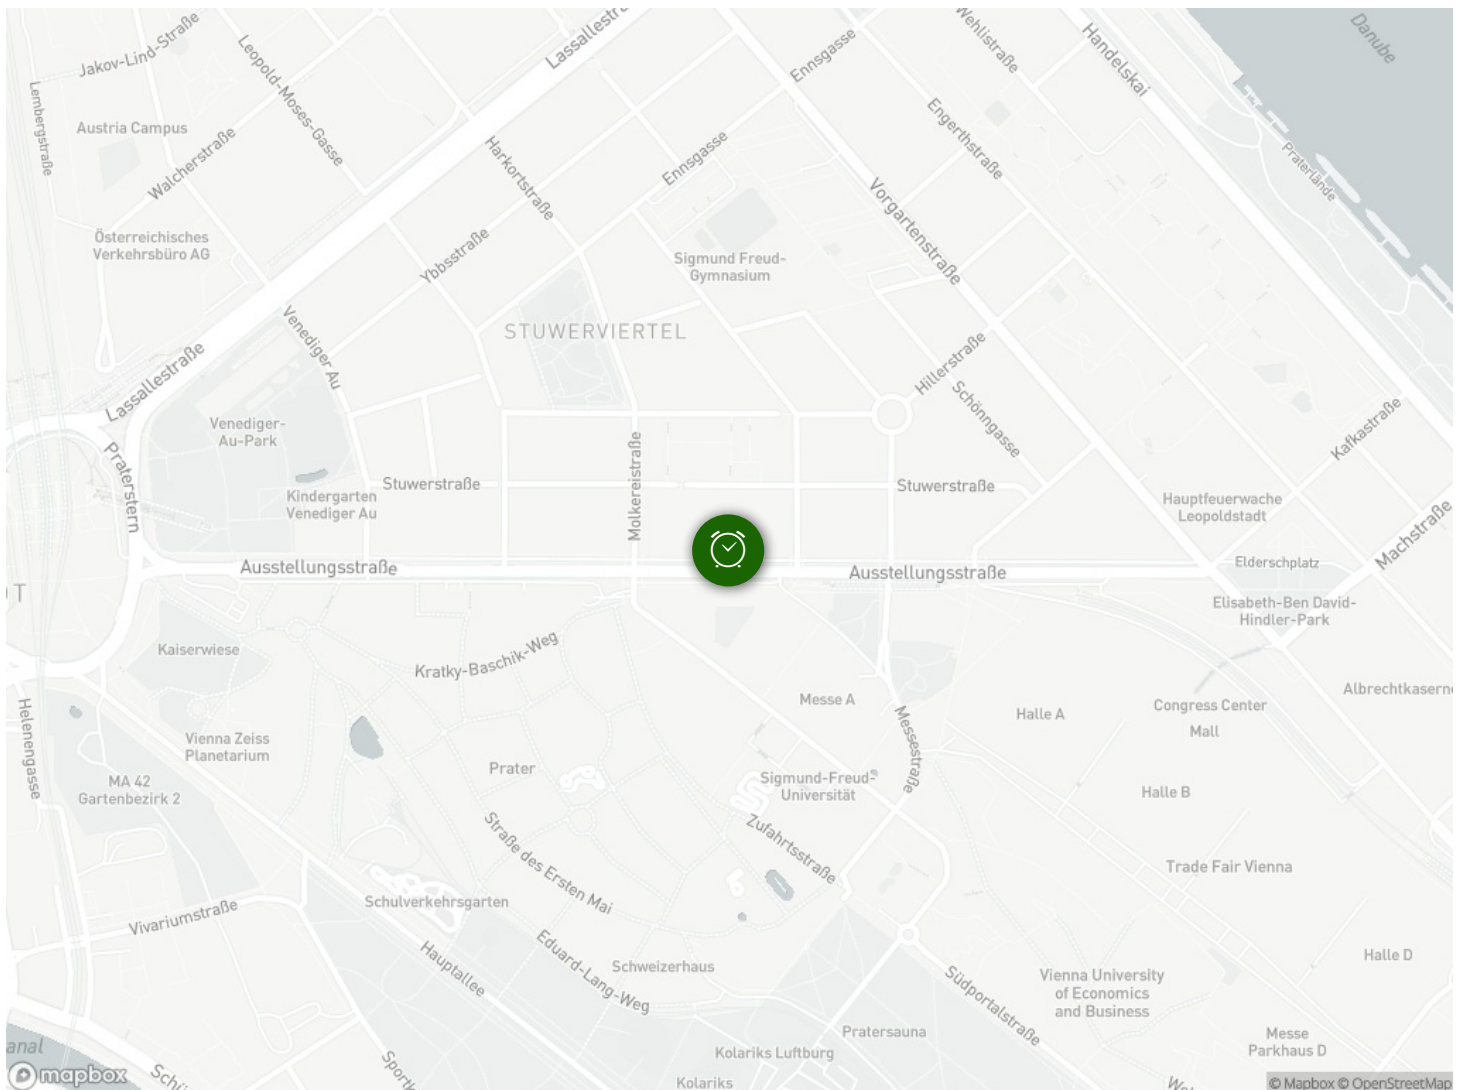 Jakov-Lind-Straße
Leopold-Moses-Gasse
Wehlistraße
Handelskai
Danube
Ennsgasse
Lembergstraße
Austria Campus
Walcherstraße
Harkortstraße
Ennsgasse
Engerthstraße
Praterlände
Österreichisches
Verkehrsbüro AG
Ybbsstraße
Sigmund Freud-
Gymnasium
Vorgartenstraße
Venediger Au
STUWERVIERTEL
Lassallestraße
Hillerstraße
Schönngasse
Venediger-
Au-Park
Praterstern
Kafkastraße
Molkereistraße
Stuwerstraße
Stuwerstraße
Kindergarten
Venediger Au
Hauptfeuerwache
Leopoldstadt
Machstraße
Ausstellungsstraße
Ausstellungsstraße
Elderschplatz
Elisabeth-Ben David-
Hindler-Park
Kaiserwiese
Kratky-Baschik-Weg
Helenengasse
Messe A
Halle A
Congress Center
Mall
Albrechtkaserne
Messestraße
Vienna Zeiss
Planetarium
Prater
MA 42
Gartenbezirk 2
Sigmund-Freud-
Universität
Halle B
Zufahrtsstraße
Straße des Ersten Mai
Trade Fair Vienna
Schulverkehrsgarten
Vivariumstraße
Hauptallee
Eduard-Lang-Weg
Schweizerhaus
Südportalstraße
Vienna University
of Economics
and Business
Halle D
Pratersauna
Messe
Parkhaus D
Kolariks Luftburg
Kolariks
anal
mapbox
© Mapbox © OpenStreetMap